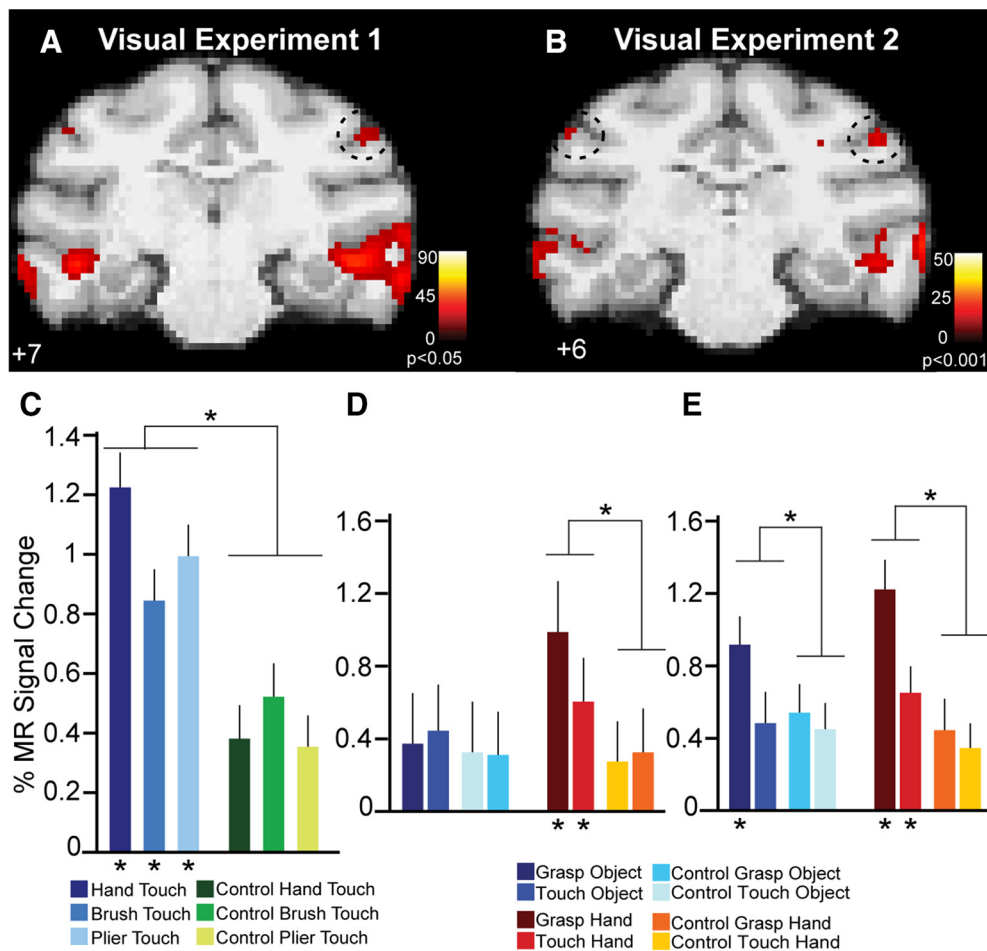 A Visual Experiment 1
B Visual Experiment 2
90
45
0
p<0.05
+7
50
25
0
p<0.001
+6
C
D
E
% MR Signal Change
1.4
1.2
1
0.8
0.6
0.4
0.2
0
*
* * *
1.6
1.2
0.8
0.4
0
*
* *
1.6
1.2
0.8
0.4
0
*
*
*
* *
Hand Touch
Brush Touch
Plier Touch
Control Hand Touch
Control Brush Touch
Control Plier Touch
Grasp Object
Touch Object
Grasp Hand
Touch Hand
Control Grasp Object
Control Touch Object
Control Grasp Hand
Control Touch Hand